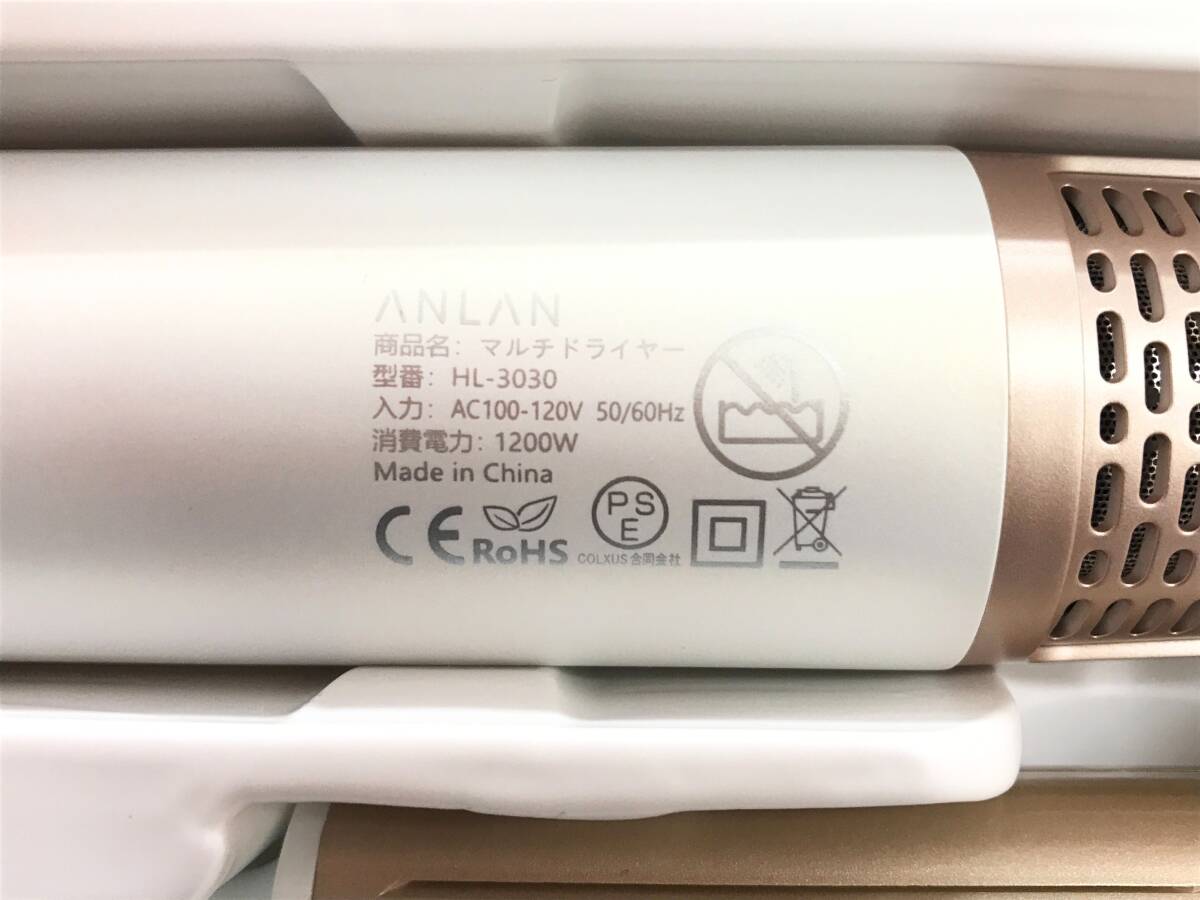 ANLAN
商品名: マルチドライヤー
型番: HL-3030
入力: AC100-120V 50/60Hz
消費電力: 1200W
Made in China
CE
RoHS
PSE
COLXUS 合同会社